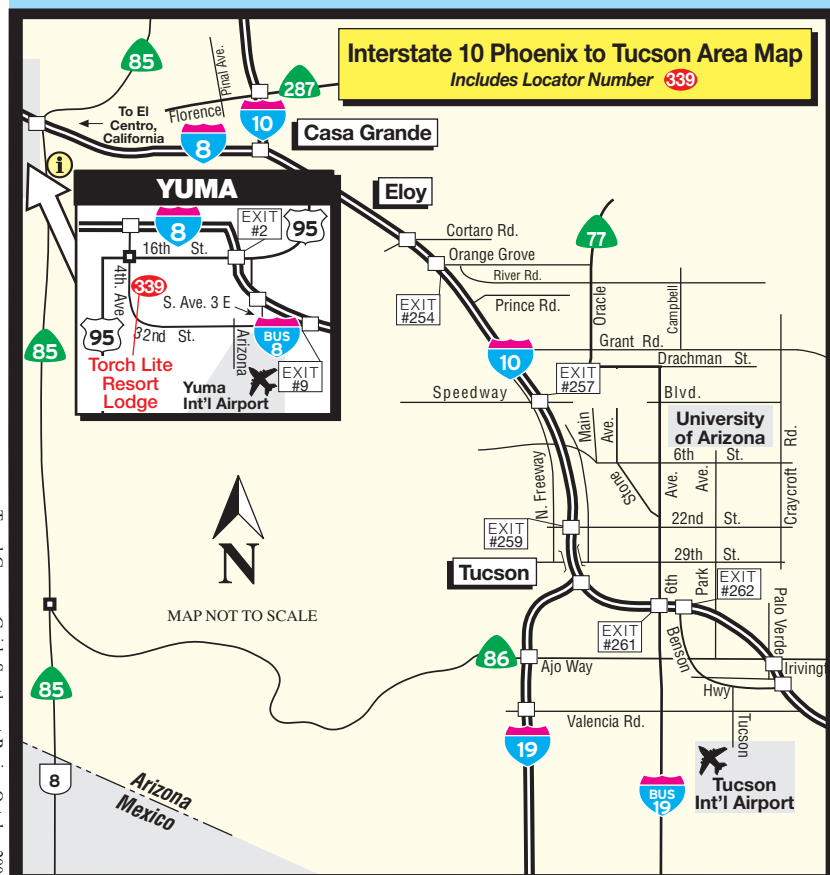 Interstate 10 Phoenix to Tucson Area Map
Includes Locator Number 339
85
Pinal Ave.
287
Florence
10
To El
Centro,
California
8
Casa Grande
i
Eloy
YUMA
8
EXIT
#2
95
16th St.
4th. Ave
339
S. Ave. 3 E
95
32nd St.
Arizona
BUS
8
EXIT
#9
Torch Lite
Resort
Lodge
Yuma
Int'l Airport
Cortaro Rd.
Orange Grove
River Rd.
77
EXIT
#254
Prince Rd.
Oracle
Campbell
Grant Rd.
Drachman St.
10
85
EXIT
#257
Speedway
Blvd.
Main
Ave.
University
of Arizona
6th St.
Rd.
N. Freeway
Stone
Ave.
Ave.
Craycroft
22nd St.
EXIT
#259
29th St.
Tucson
6th
Park
EXIT
#262
N
MAP NOT TO SCALE
EXIT
#261
Benson
Palo Verde
86
Ajo Way
Irivingt
85
Hwy
Valencia Rd.
Tucson
19
8
Arizona
Mexico
BUS
19
Tucson
Int'l Airport